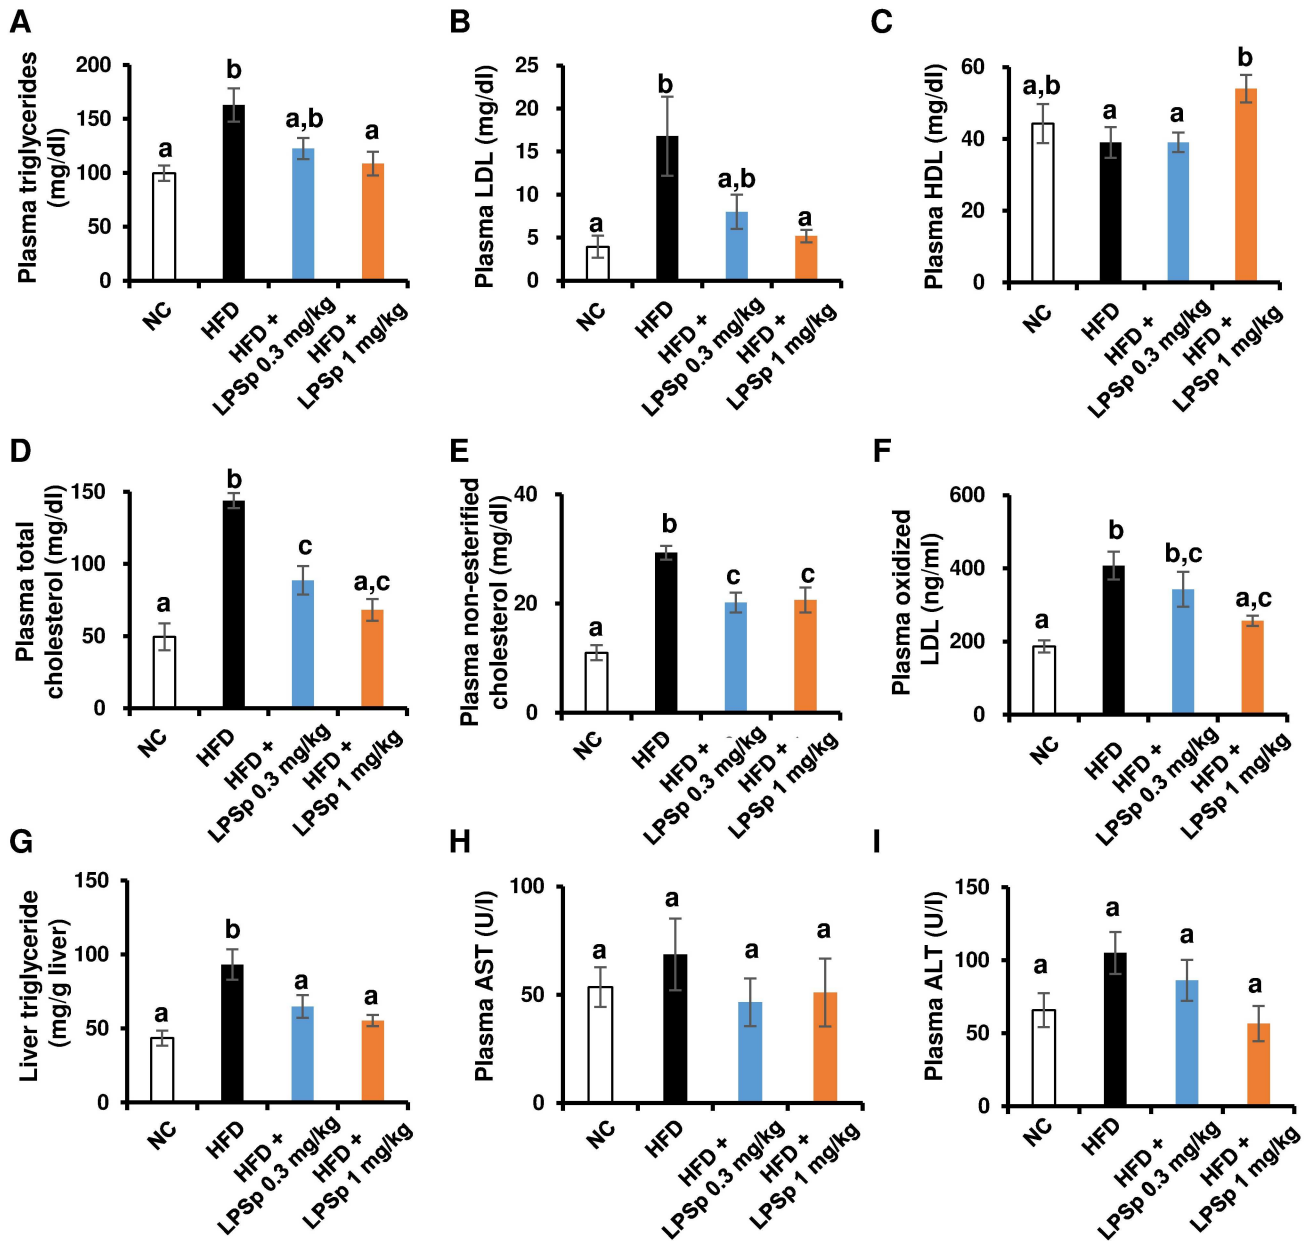 A
Plasma triglycerides
(mg/dl)
200
150
100
50
0
a
b
a,b
a
NC
HFD
HFD +
LPSp 0.3 mg/kg
HFD +
LPSp 1 mg/kg
B
Plasma LDL (mg/dl)
25
20
15
10
5
0
a
b
a,b
a
NC
HFD
HFD +
LPSp 0.3 mg/kg
HFD +
LPSp 1 mg/kg
C
Plasma HDL (mg/dl)
60
40
20
0
a,b
a
a
b
NC
HFD
HFD +
LPSp 0.3 mg/kg
HFD +
LPSp 1 mg/kg
D
Plasma total
cholesterol (mg/dl)
150
100
50
0
a
b
c
a,c
NC
HFD
HFD +
LPSp 0.3 mg/kg
HFD +
LPSp 1 mg/kg
E
Plasma non-esterified
cholesterol (mg/dl)
40
20
0
a
b
c
c
NC
HFD
HFD +
LPSp 0.3 mg/kg
HFD +
LPSp 1 mg/kg
F
Plasma oxidized
LDL (ng/ml)
600
400
200
0
a
b
b,c
a,c
NC
HFD
HFD +
LPSp 0.3 mg/kg
HFD +
LPSp 1 mg/kg
G
Liver triglyceride
(mg/g liver)
150
100
50
0
a
b
a
a
NC
HFD
HFD +
LPSp 0.3 mg/kg
HFD +
LPSp 1 mg/kg
H
Plasma AST (U/l)
100
50
0
a
a
a
a
NC
HFD
HFD +
LPSp 0.3 mg/kg
HFD +
LPSp 1 mg/kg
I
Plasma ALT (U/l)
150
100
50
0
a
a
a
a
NC
HFD
HFD +
LPSp 0.3 mg/kg
HFD +
LPSp 1 mg/kg